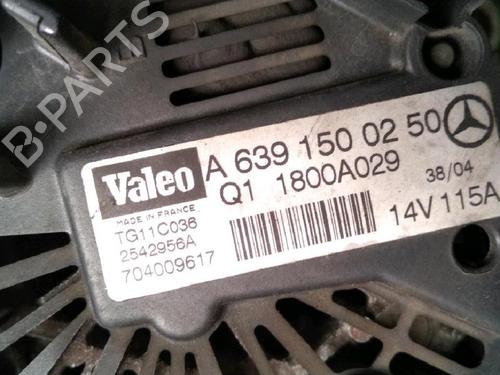 B-PARTS
Valeo
A 639 150 02 50
Q1 1800A029
38/04
MADE IN FRANCE
TG11C036
2542956A
704009617
14V 115A